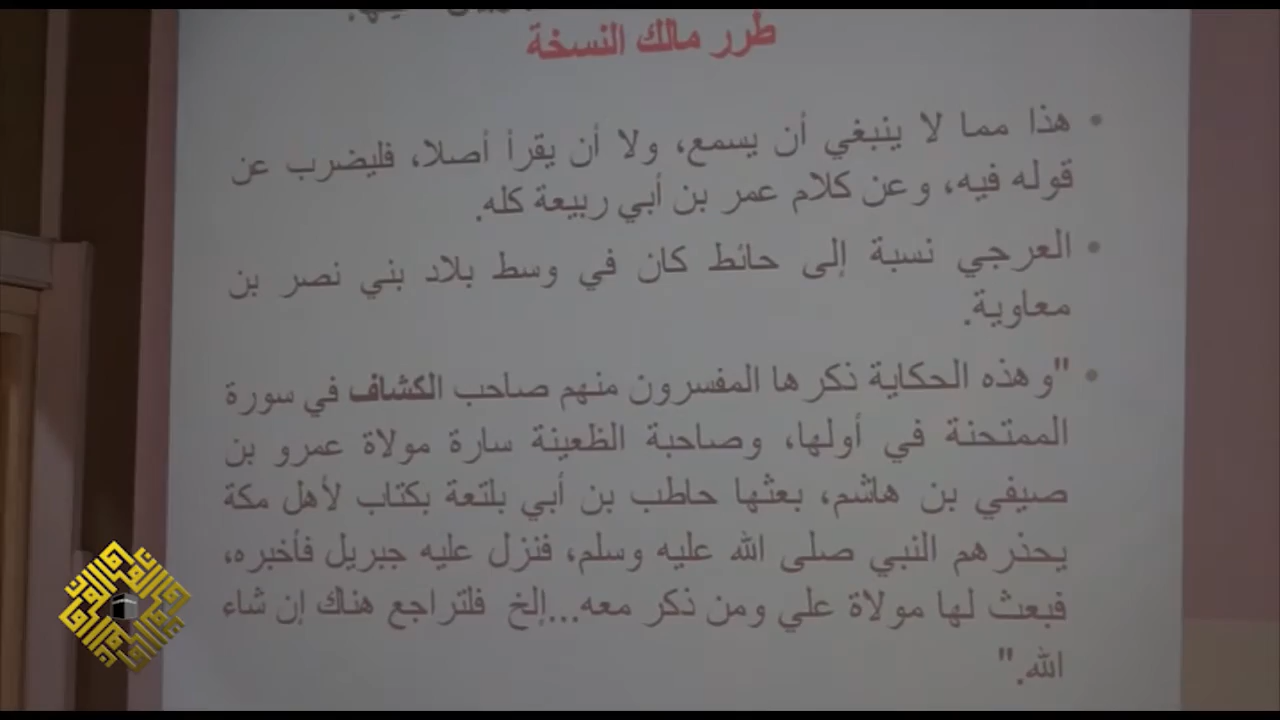 طرر مالك النسخة
• هذا مما لا ينبغي أن يسمع، ولا أن يقرأ أصلا، فليضرب عن
قوله فيه، وعن كلام عمر بن أبي ربيعة كله.
• العرجي نسبة إلى حائط كان في وسط بلاد بني نصر بن
معاوية.
• "وهذه الحكاية ذكرها المفسرون منهم صاحب الكشاف في سورة
الممتحنة في أولها، وصاحبة الظعينة سارة مولاة عمرو بن
صيفي بن هاشم، بعثها حاطب بن أبي بلتعة بكتاب لأهل مكة
يحذرهم النبي صلى الله عليه وسلم، فنزل عليه جبريل فأخبره،
فبعث لها مولاة علي ومن ذكر معه...إلخ فلتراجع هناك إن شاء
الله."